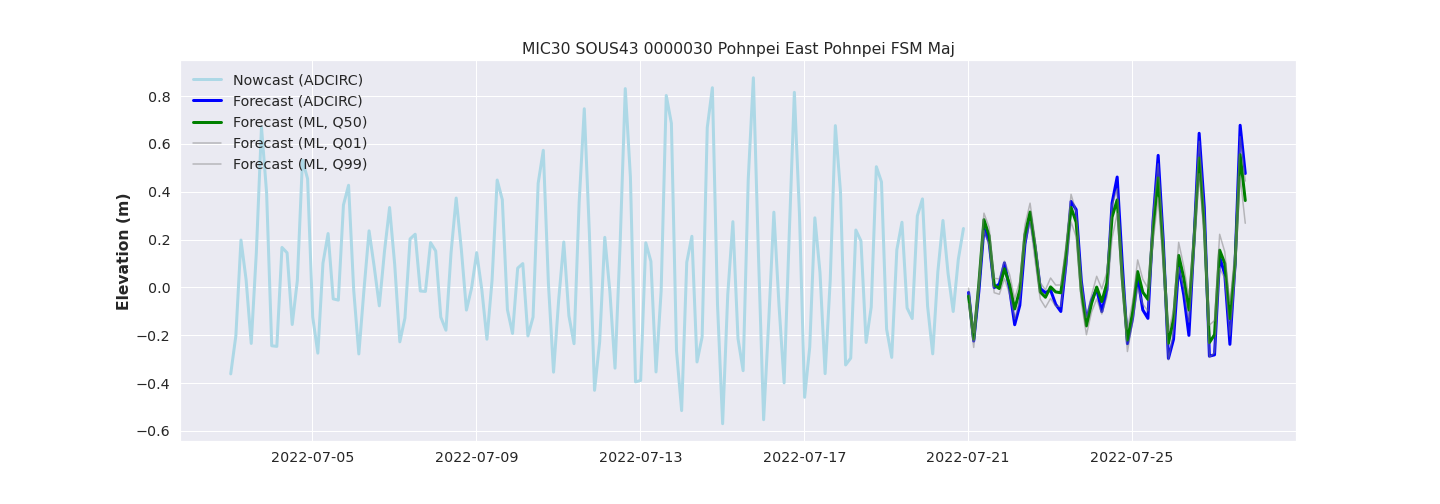 MIC30 SOUS43 0000030 Pohnpei East Pohnpei FSM Maj
Nowcast (ADCIRC)
Forecast (ADCIRC)
Forecast (ML, Q50)
Forecast (ML, Q01)
Forecast (ML, Q99)
Elevation (m)
0.8
0.6
0.4
0.2
0.0
−0.2
−0.4
−0.6
2022-07-05
2022-07-09
2022-07-13
2022-07-17
2022-07-21
2022-07-25